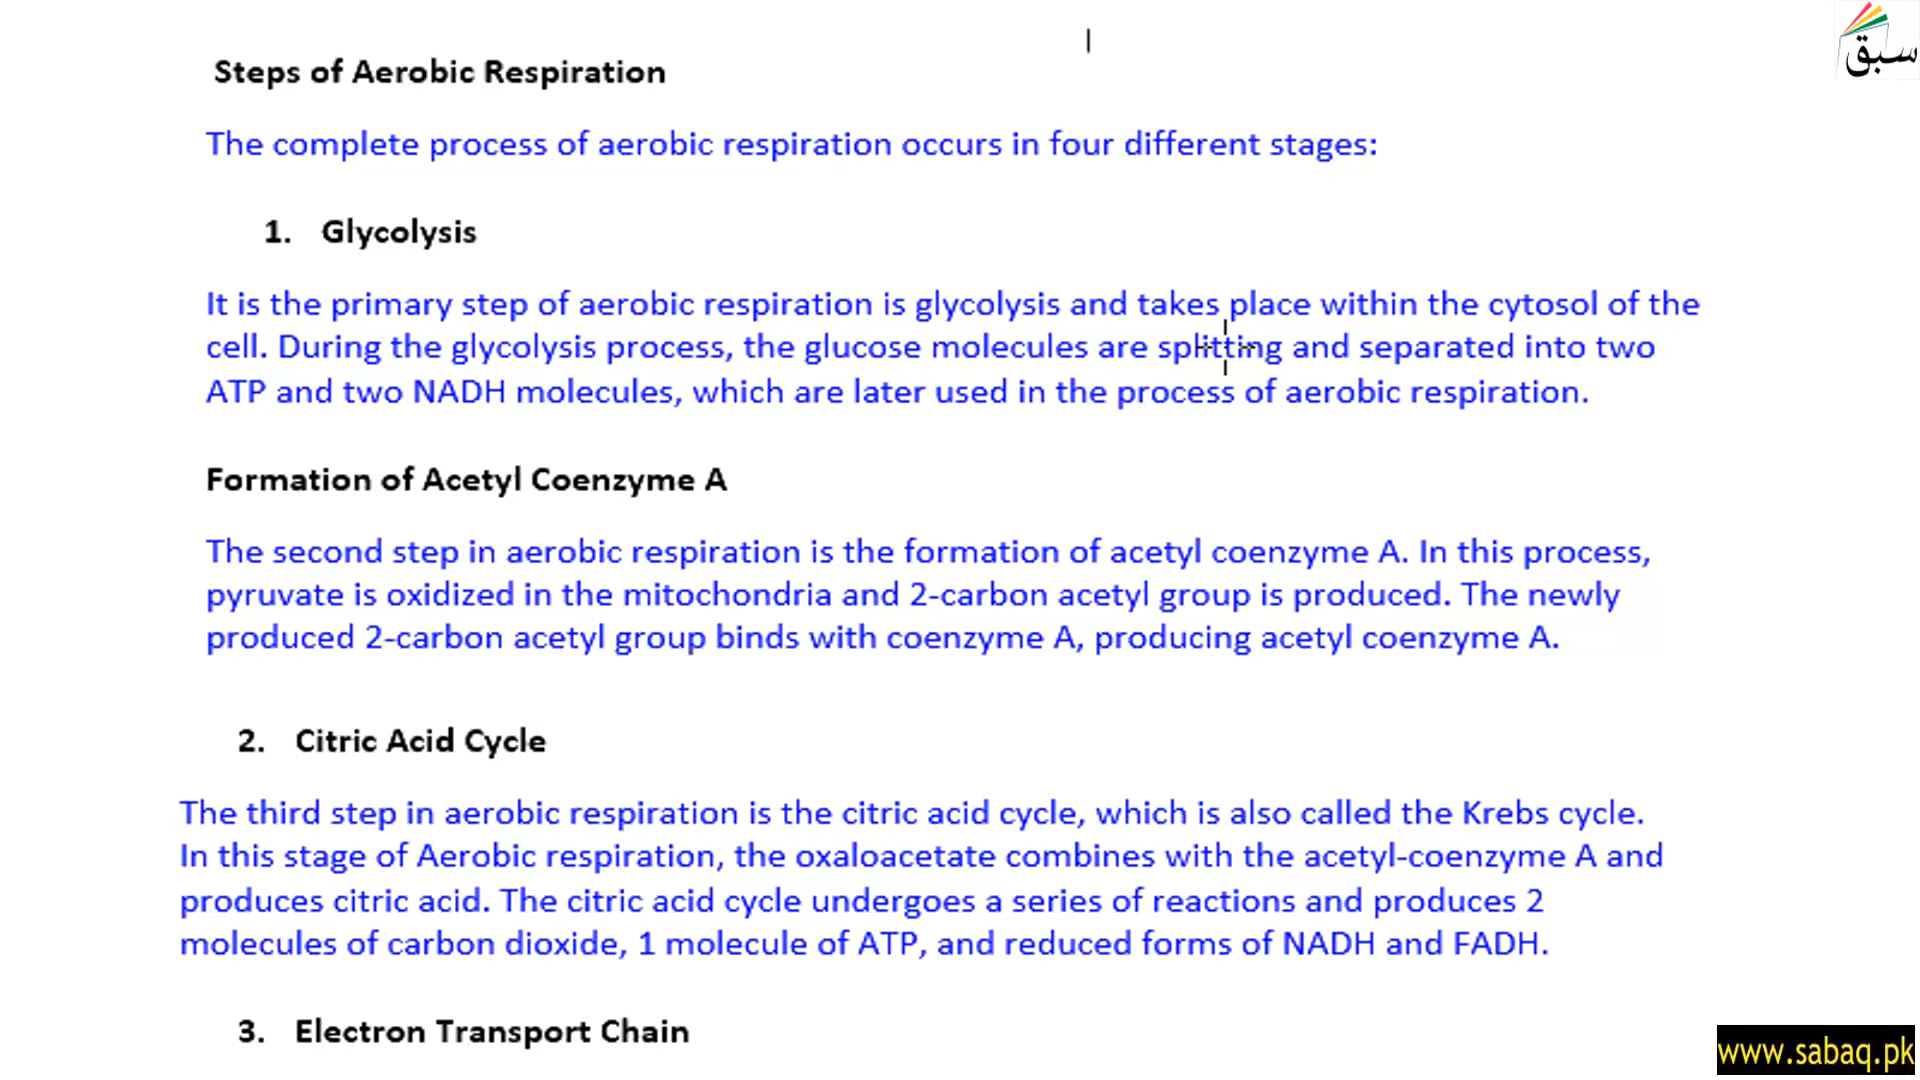 سبق
Steps of Aerobic Respiration
The complete process of aerobic respiration occurs in four different stages:
1. Glycolysis
It is the primary step of aerobic respiration is glycolysis and takes place within the cytosol of the
cell. During the glycolysis process, the glucose molecules are splitting and separated into two
ATP and two NADH molecules, which are later used in the process of aerobic respiration.
Formation of Acetyl Coenzyme A
The second step in aerobic respiration is the formation of acetyl coenzyme A. In this process,
pyruvate is oxidized in the mitochondria and 2-carbon acetyl group is produced. The newly
produced 2-carbon acetyl group binds with coenzyme A, producing acetyl coenzyme A.
2. Citric Acid Cycle
The third step in aerobic respiration is the citric acid cycle, which is also called the Krebs cycle.
In this stage of Aerobic respiration, the oxaloacetate combines with the acetyl-coenzyme A and
produces citric acid. The citric acid cycle undergoes a series of reactions and produces 2
molecules of carbon dioxide, 1 molecule of ATP, and reduced forms of NADH and FADH.
3. Electron Transport Chain
www.sabaq.pk